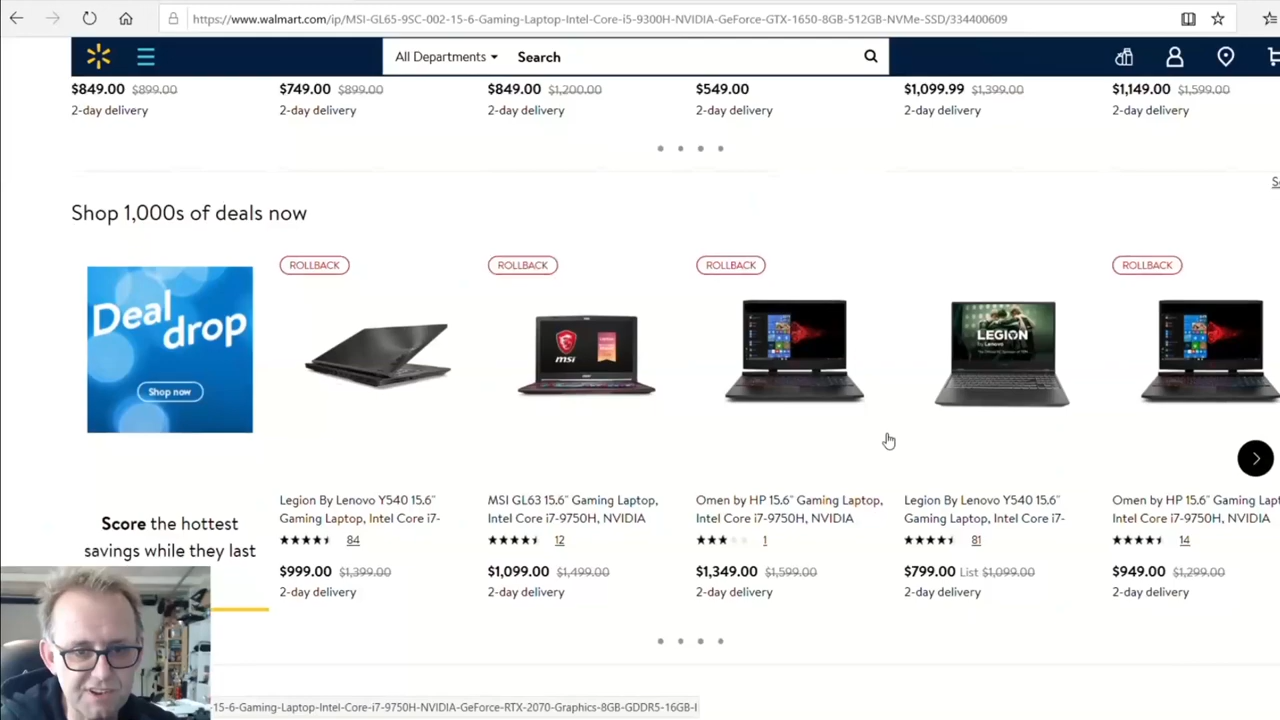 https://www.walmart.com/ip/MSI-GL65-9SC-002-15-6-Gaming-Laptop-Intel-Core-i5-9300H-NVIDIA-GeForce-GTX-1650-8GB-512GB-NVMe-SSD/334400609
All Departments Search
$849.00 $899.00 $749.00 $899.00 $849.00 $1,200.00 $549.00 $1,099.99 $1,399.00 $1,149.00 $1,599.00
2-day delivery 2-day delivery 2-day delivery 2-day delivery 2-day delivery 2-day delivery
Shop 1,000s of deals now
ROLLBACK ROLLBACK ROLLBACK ROLLBACK
Deal
drop
Shop now
msi
LEGION
Score the hottest
savings while they last
Legion By Lenovo Y540 15.6"
Gaming Laptop, Intel Core i7-
84
$999.00 $1,399.00
2-day delivery
MSI GL63 15.6" Gaming Laptop,
Intel Core i7-9750H, NVIDIA
12
$1,099.00 $1,499.00
2-day delivery
Omen by HP 15.6" Gaming Laptop,
Intel Core i7-9750H, NVIDIA
1
$1,349.00 $1,599.00
2-day delivery
Legion By Lenovo Y540 15.6"
Gaming Laptop, Intel Core i7-
81
$799.00 List $1,099.00
2-day delivery
Omen by HP 15.6" Gaming Lapt
Intel Core i7-9750H, NVIDIA
14
$949.00 $1,299.00
2-day delivery
-15-6-Gaming-Laptop-Intel-Core-i7-9750H-NVIDIA-GeForce-RTX-2070-Graphics-8GB-GDDR5-16GB-